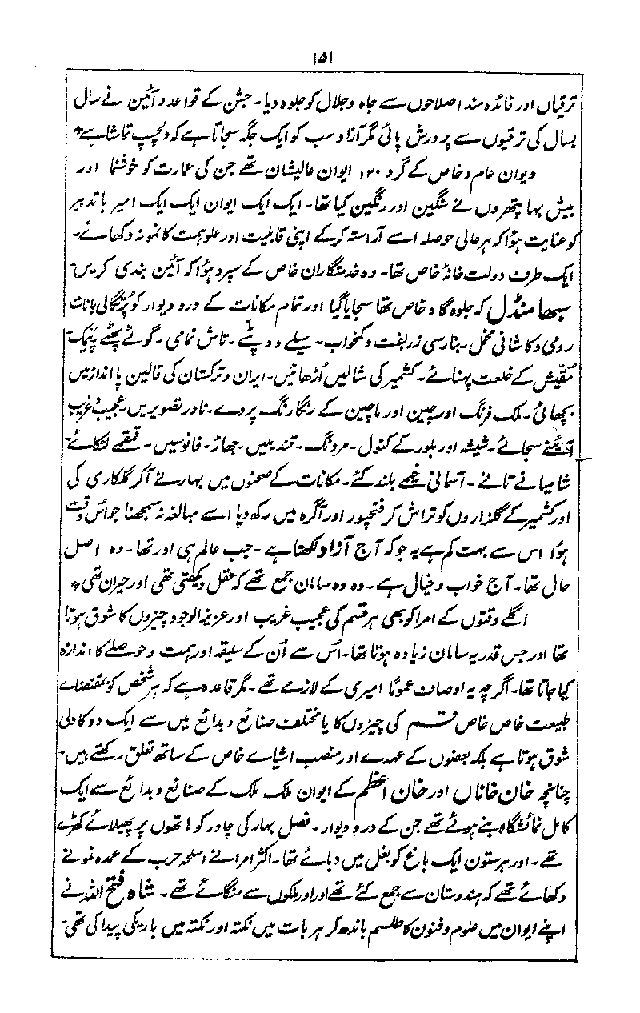 ۱۵۱
ترقیاں اور فائدہ مند اصلاحوں سے جاہ و جلال کو جلوہ دیا۔ جشن کے قواعد و آئین نے سال
بسال کی ترقیوں سے پرورش پائی مگر آزاد سب کو ایک جگہ سجاتا ہے کہ دلچسپ تماشا ہے٭
دیوان عام و خاص کے گرد ۱۲۰ ایوان عالیشان تھے جن کی عمارت کو خوشنما اور
بیش بہا پتھروں نے سنگین اور رنگین کیا تھا۔ ایک ایک ایوان ایک ایک امیر باتدبیر
کو عنایت ہوا کہ ہر عالی حوصلہ اسے آراستہ کرکے اپنی قابلیت اور علو ہمت کا نمونہ دکھائے۔
ایک طرف دولت خانۂ خاص تھا۔ وہ خدمتگاران خاص کے سپرد ہوا کہ آئین بندی کریں۔
سبھا منڈل کہ جلوہ گاہ خاص تھا سجایا گیا اور تمام مکانات کے در و دیوار کو پرتگالی بانات
رومی و کاشانی مخمل۔ بنارسی زربفت و کمخواب۔ سیلے دوپٹے۔ تاش تمامی۔ گوٹے پٹھے پیمک
مقیش کے خلعت پہنائے۔ کشمیر کی شالیں اڑھائیں۔ ایران و ترکستان کی قالین پا انداز میں
بچھائی۔ ملک فرنگ اور چین اور ماچین کے رنگارنگ پردے۔ نادر تصویریں۔ عجیب غریب
آئینے سجائے۔ شیشہ اور بلور کے کنول۔ مردنگ۔ قندیلیں۔ جھاڑ۔ فانوسیں۔ قمقمے لٹکائے۔
شامیانے تانے۔ آسمانی خیمے بلند کئے۔ مکانات کے صحنوں میں بہار نے آکر گلکاری کی
اور کشمیر کے گلزاروں کو تراش کر فتحپور اور آگرہ میں رکھ دیا اسے مبالغہ نہ سمجھنا جو اس وقت
ہوا اس سے بہت کم ہے یہ جو کہ آج آزاد لکھتا ہے۔ جب عالم ہی اور تھا۔ وہ اصل
حال تھا۔ آج خواب و خیال ہے۔ وہ وہ سامان جمع تھے کہ عقل دیکھتی تھی اور حیران تھی٭
اگلے وقتوں کے امرا کو بھی ہر قسم کی عجیب غریب اور عزیز الوجود چیزوں کا شوق ہوتا
تھا اور جس قدر یہ سامان زیادہ ہوتا تھا۔ اس سے اُن کے سلیقہ اور ہمت و حوصلے کا اندازہ
کیا جاتا تھا۔ اگرچہ یہ اوصاف عموماً امیری کے لازمے تھے۔ مگر قاعدہ ہے کہ ہر شخص کو بمقتضائے
طبیعت خاص خاص قسم کی چیزوں کا یا مختلف صنائع و بدائع میں سے ایک دو کا دلی
شوق ہوتا ہے بلکہ بعضوں کے عہدے اور منصب اشیائے خاص کے ساتھ تعلق رکھتے ہیں۔
چنانچہ خان خاناں اور خان اعظم کے ایوان ملک ملک کے صنائع و بدائع سے ایک
کامل نمائشگاہ بنے ہوئے تھے جن کے در و دیوار۔ فصل بہار کی چادر کو ہاتھوں پر پھیلائے کھڑے
تھے۔ اور ہر ستون ایک باغ کو بغل میں دبائے تھا۔ اکثر امرا نے اسلحہ حرب کے عمدہ نمونے
دکھائے تھے کہ ہندوستان سے جمع کئے تھے اور اور ملکوں سے منگائے تھے۔ شاہ فتح اللہ نے
اپنے ایوان میں علوم و فنون کا طلسم باندھ کر ہر بات میں نکتہ اور نکتہ میں باریکی پیدا کی تھی۔